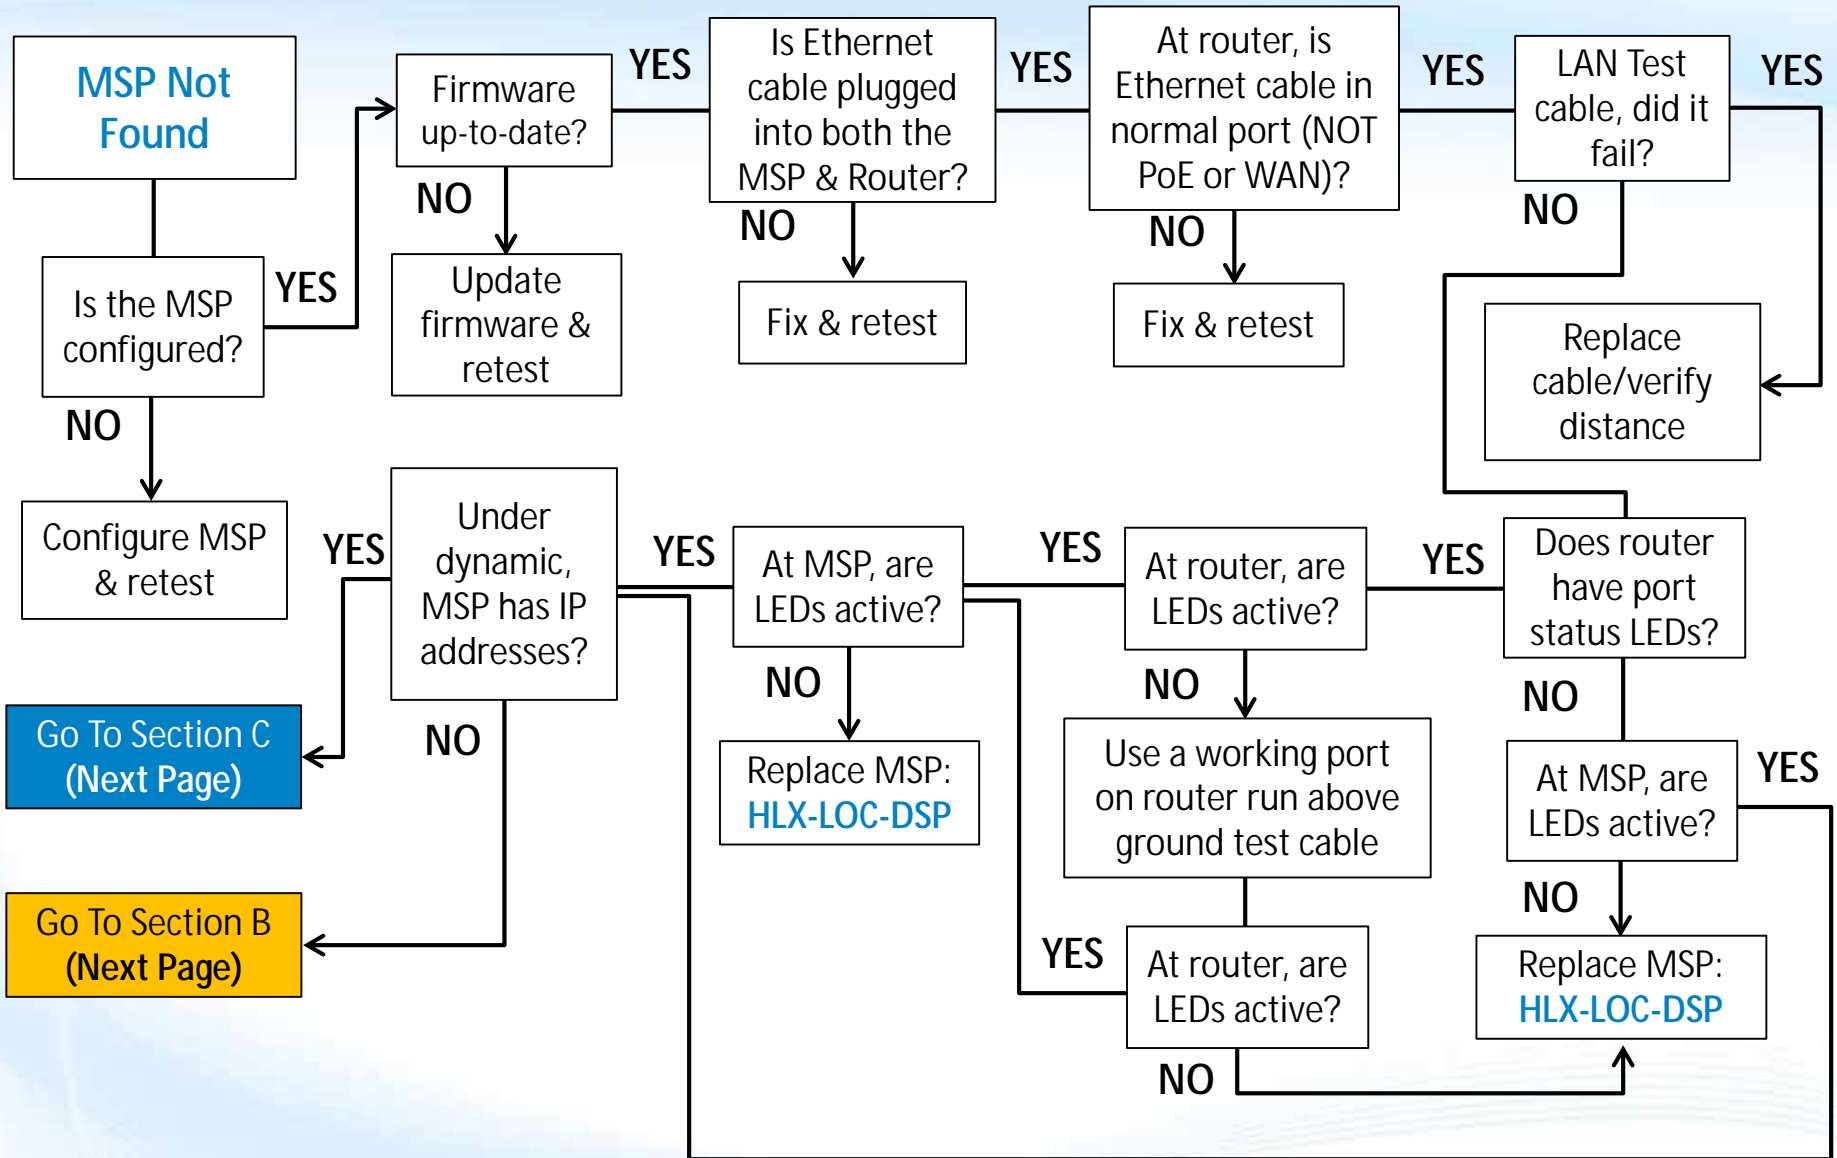 MSP Not
Found
Is the MSP
configured?
YES
NO
Configure MSP
& retest
Firmware
up-to-date?
YES
NO
Update
firmware &
retest
Is Ethernet
cable plugged
into both the
MSP & Router?
YES
NO
Fix & retest
At router, is
Ethernet cable in
normal port (NOT
PoE or WAN)?
YES
NO
Fix & retest
LAN Test
cable, did it
fail?
YES
NO
Replace
cable/verify
distance
Does router
have port
status LEDs?
YES
NO
At router, are
LEDs active?
YES
NO
At MSP, are
LEDs active?
YES
NO
Replace MSP:
HLX-LOC-DSP
Under
dynamic,
MSP has IP
addresses?
YES
NO
Go To Section C
(Next Page)
Go To Section B
(Next Page)
Use a working port
on router run above
ground test cable
At router, are
LEDs active?
YES
NO
At MSP, are
LEDs active?
YES
NO
Replace MSP:
HLX-LOC-DSP